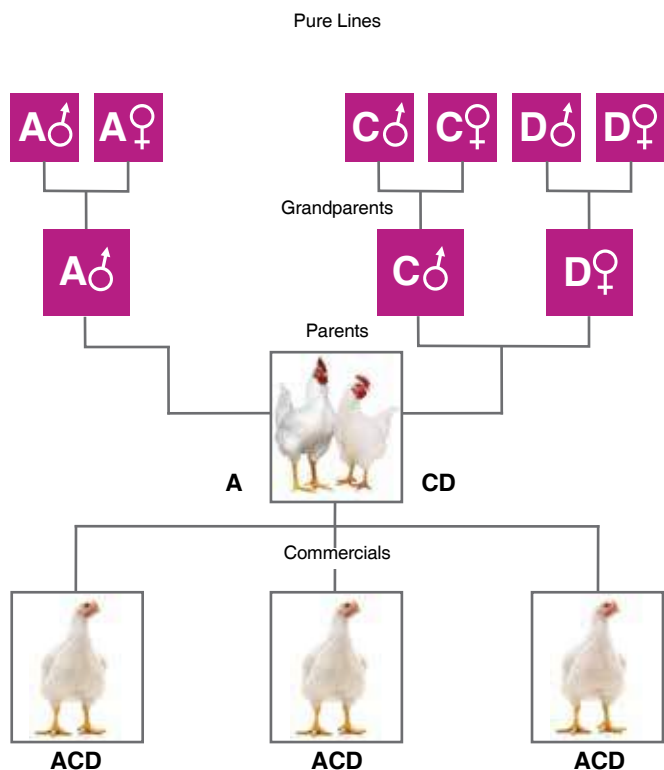 Pure Lines
A♂ A♀ C♂ C♀ D♂ D♀
Grandparents
A♂ C♂ D♀
Parents
A CD
Commercials
ACD ACD ACD